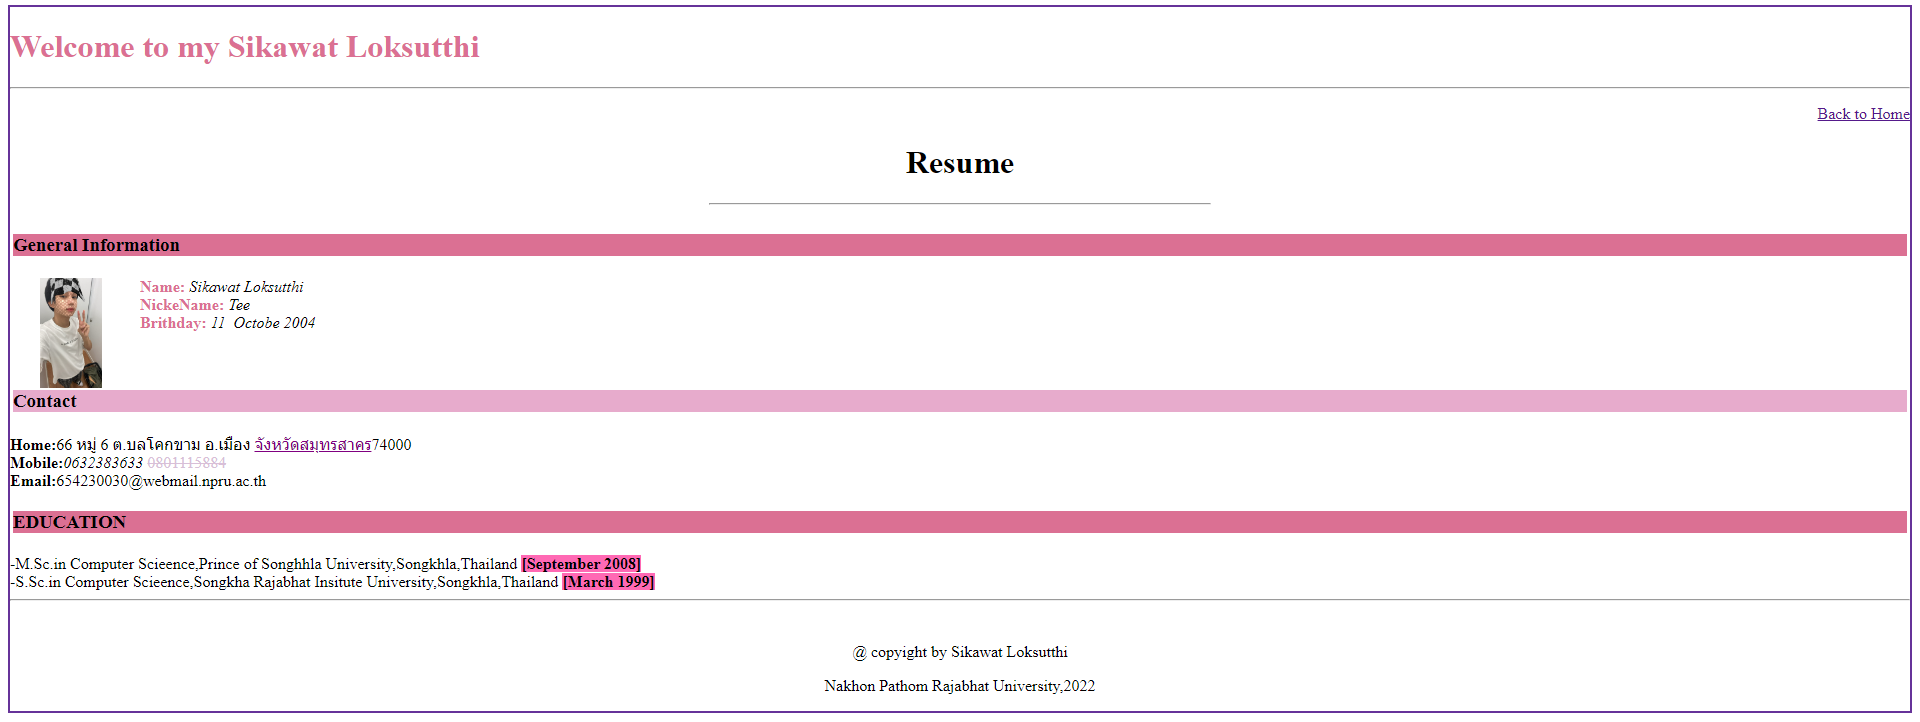 Welcome to my Sikawat Loksutthi
Back to Home
Resume
General Information
Name: Sikawat Loksutthi
NickeName: Tee
Brithday: 11  Octobe 2004
Contact
Home:66 หมู่ 6 ต.บลโคกขาม อ.เมือง จังหวัดสมุทรสาคร74000
Mobile:0632383633 0801115884
Email:654230030@webmail.npru.ac.th
EDUCATION
-M.Sc.in Computer Scieence,Prince of Songhhla University,Songkhla,Thailand [September 2008]
-S.Sc.in Computer Scieence,Songkha Rajabhat Insitute University,Songkhla,Thailand [March 1999]
@ copyight by Sikawat Loksutthi
Nakhon Pathom Rajabhat University,2022